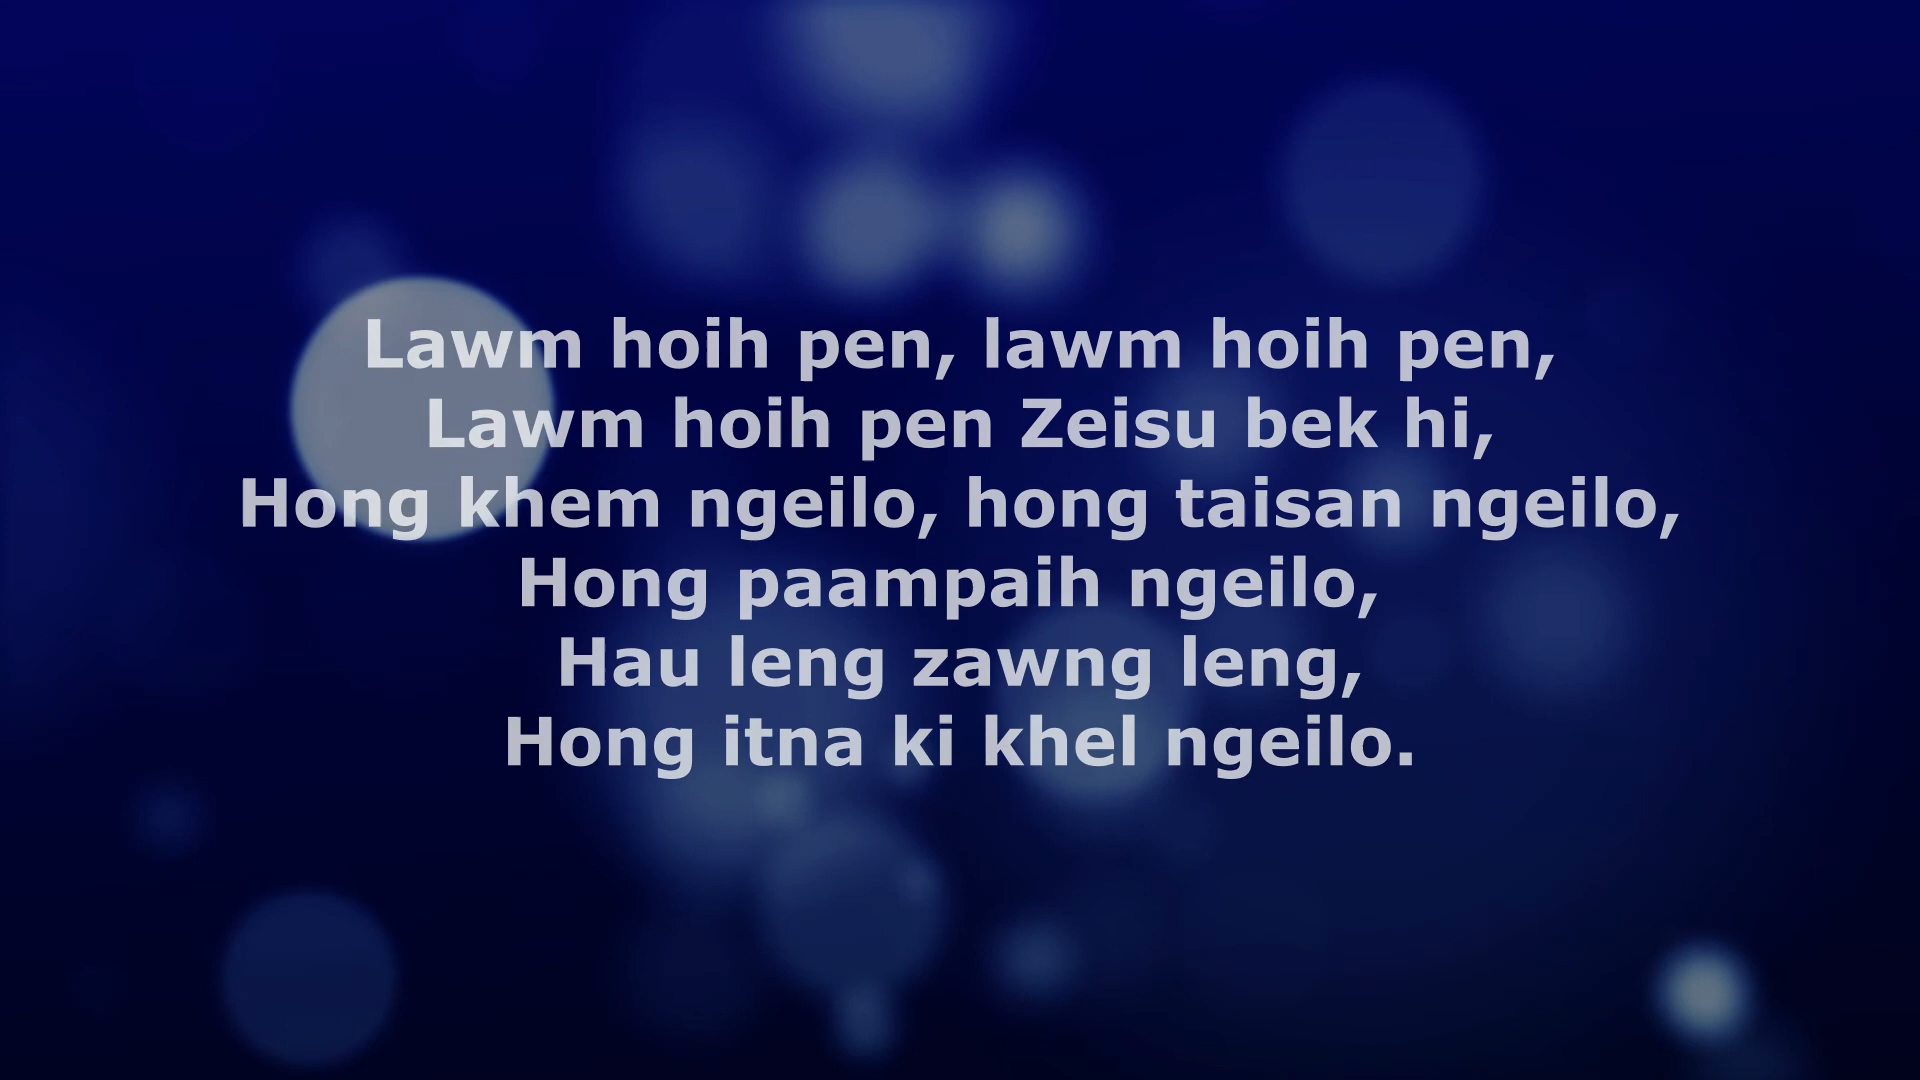 Lawm hoih pen, lawm hoih pen,
Lawm hoih pen Zeisu bek hi,
Hong khem ngeilo, hong taisan ngeilo,
Hong paampaih ngeilo,
Hau leng zawng leng,
Hong itna ki khel ngeilo.